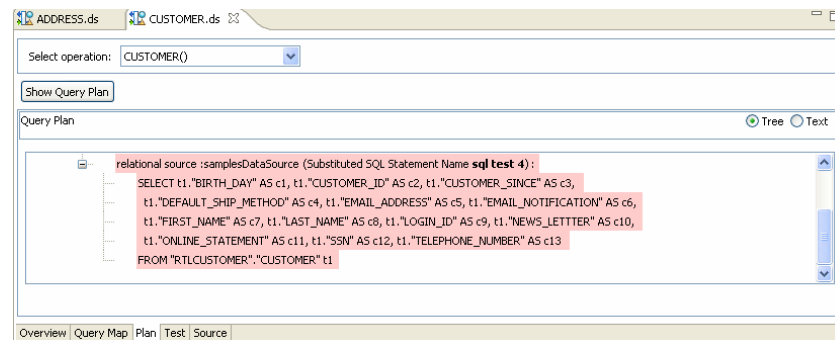 ADDRESS.ds CUSTOMER.ds
Select operation: CUSTOMER()
Show Query Plan
Query Plan Tree Text
relational source :samplesDataSource (Substituted SQL Statement Name sql test 4) :
SELECT t1."BIRTH_DAY" AS c1, t1."CUSTOMER_ID" AS c2, t1."CUSTOMER_SINCE" AS c3,
t1."DEFAULT_SHIP_METHOD" AS c4, t1."EMAIL_ADDRESS" AS c5, t1."EMAIL_NOTIFICATION" AS c6,
t1."FIRST_NAME" AS c7, t1."LAST_NAME" AS c8, t1."LOGIN_ID" AS c9, t1."NEWS_LETTTER" AS c10,
t1."ONLINE_STATEMENT" AS c11, t1."SSN" AS c12, t1."TELEPHONE_NUMBER" AS c13
FROM "RTLCUSTOMER"."CUSTOMER" t1
Overview Query Map Plan Test Source